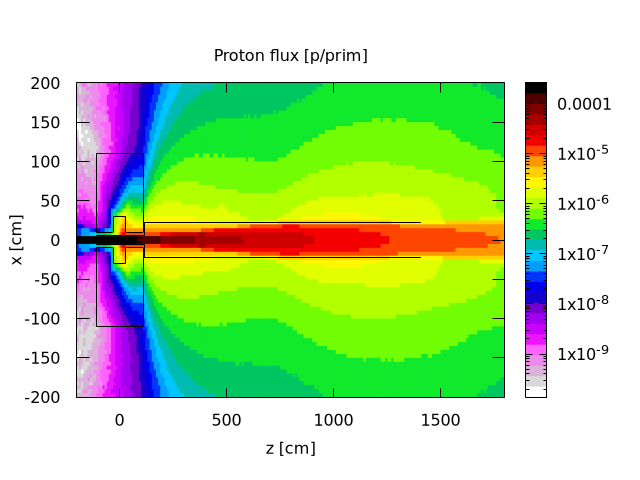 Proton flux [p/prim]
200
150
100
50
0
-50
-100
-150
-200
x [cm]
0 500 1000 1500
z [cm]
0.0001
1x10⁻⁵
1x10⁻⁶
1x10⁻⁷
1x10⁻⁸
1x10⁻⁹